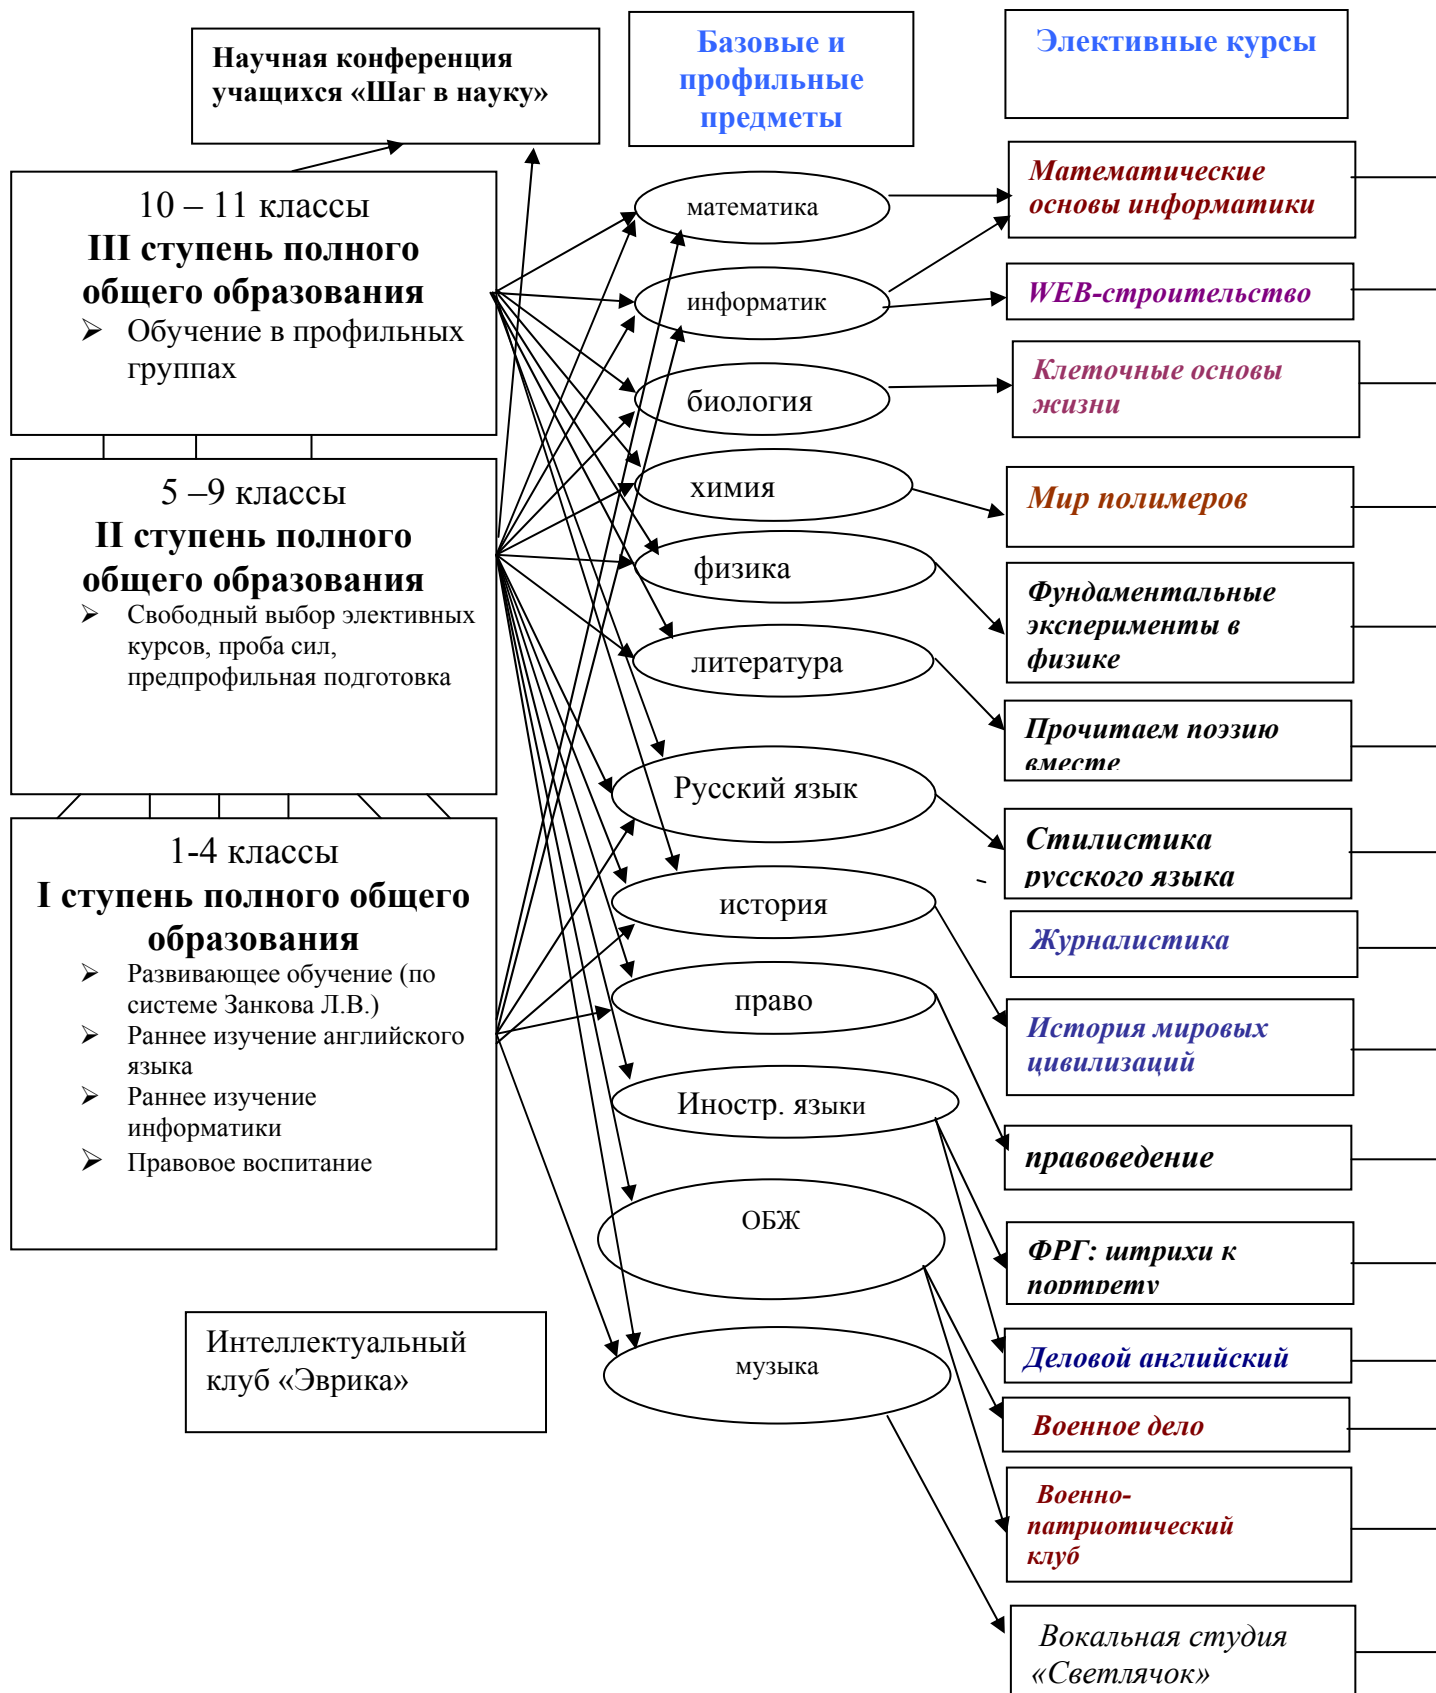 Научная конференция
учащихся «Шаг в науку»
Базовые и
профильные
предметы
Элективные курсы
10 – 11 классы
III ступень полного
общего образования
➢ Обучение в профильных
группах
5 –9 классы
II ступень полного
общего образования
➢ Свободный выбор элективных
курсов, проба сил,
предпрофильная подготовка
1-4 классы
I ступень полного общего
образования
➢ Развивающее обучение (по
системе Занкова Л.В.)
➢ Раннее изучение английского
языка
➢ Раннее изучение
информатики
➢ Правовое воспитание
Интеллектуальный
клуб «Эврика»
математика
информатик
биология
химия
физика
литература
Русский язык
история
право
Иностр. языки
ОБЖ
музыка
Математические
основы информатики
WEB-строительство
Клеточные основы
жизни
Мир полимеров
Фундаментальные
эксперименты в
физике
Прочитаем поэзию
вместе
Стилистика
русского языка
Журналистика
История мировых
цивилизаций
правоведение
ФРГ: штрихи к
портрету
Деловой английский
Военное дело
Военно-
патриотический
клуб
Вокальная студия
«Светлячок»